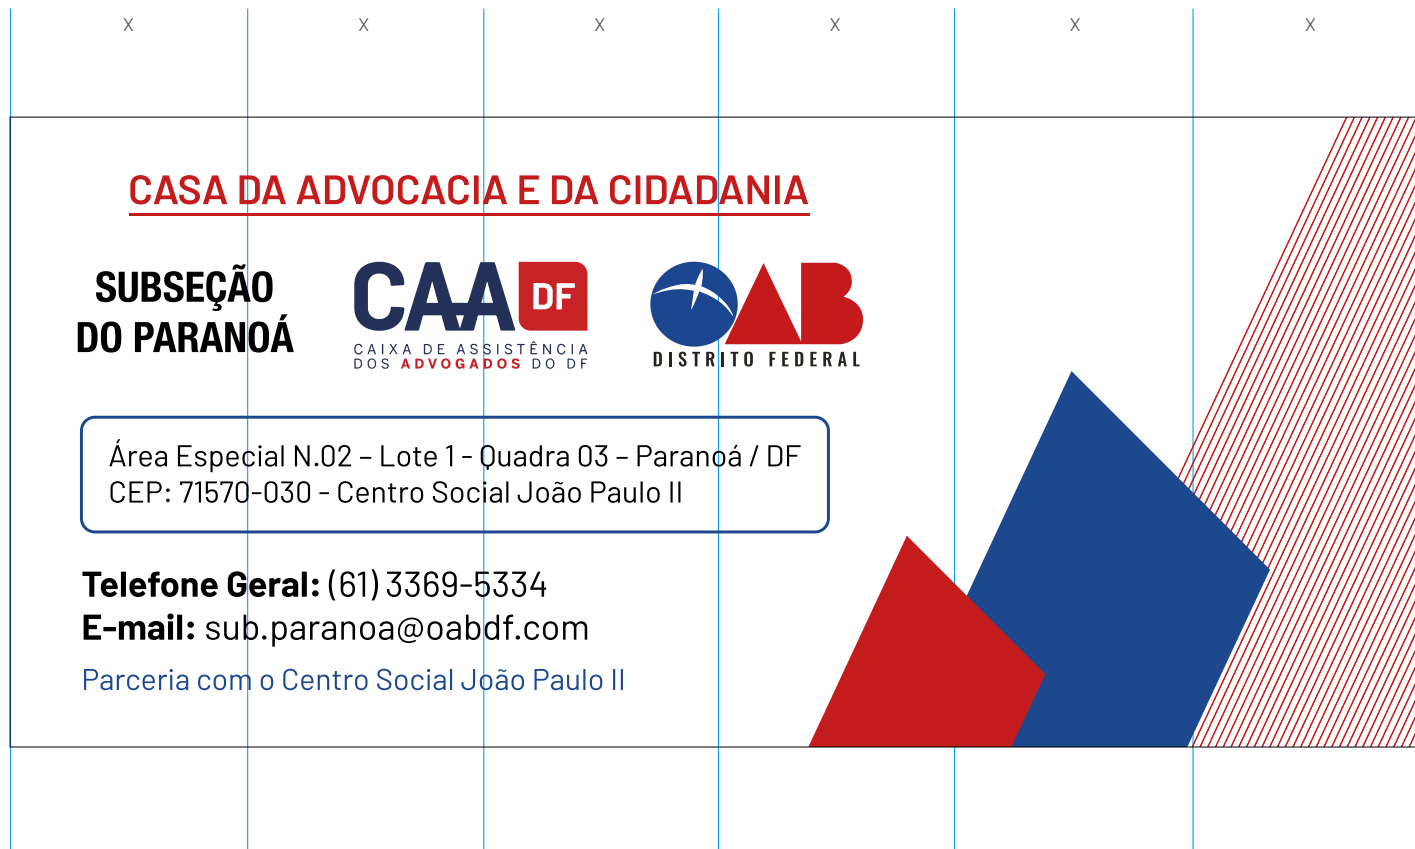 X X X X X X
CASA DA ADVOCACIA E DA CIDADANIA
SUBSEÇÃO
DO PARANOÁ
CAA DF
CAIXA DE ASSISTÊNCIA
DOS ADVOGADOS DO DF
OAB
DISTRITO FEDERAL
Área Especial N.02 – Lote 1 - Quadra 03 – Paranoá / DF
CEP: 71570-030 - Centro Social João Paulo II
Telefone Geral: (61) 3369-5334
E-mail: sub.paranoa@oabdf.com
Parceria com o Centro Social João Paulo II